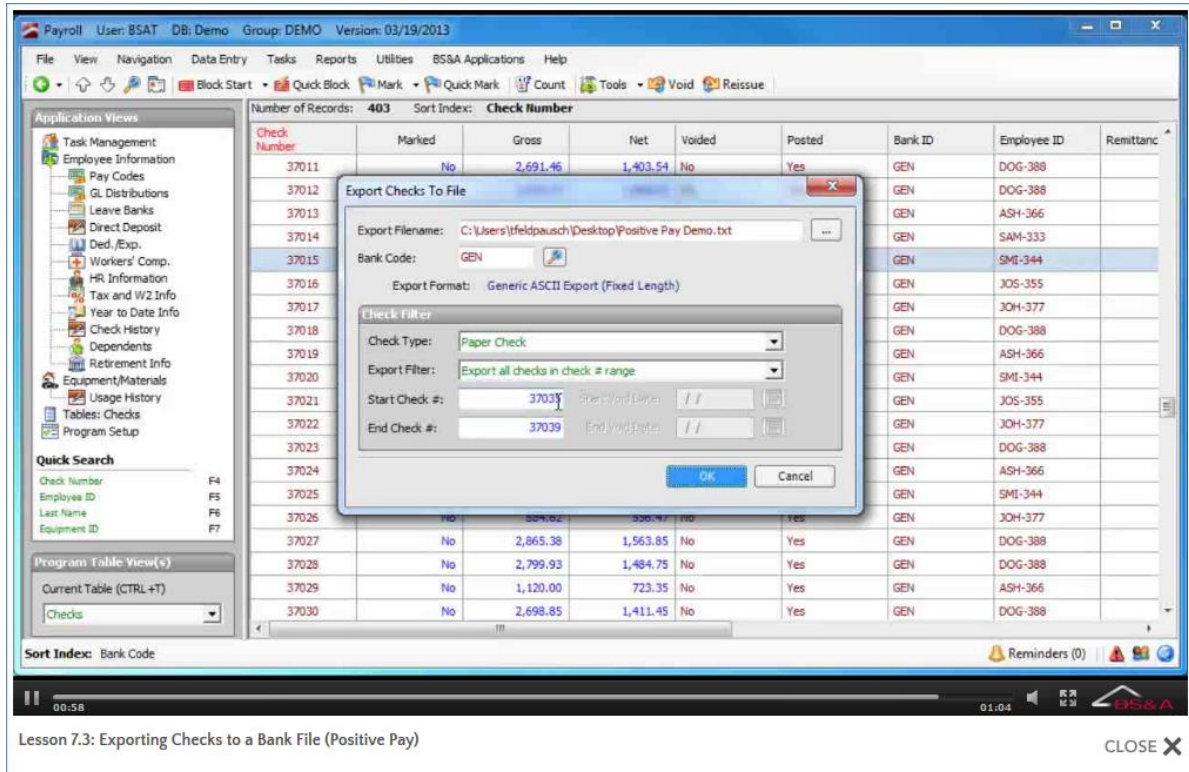 Payroll User: BSAT DB: Demo Group: DEMO Version: 03/19/2013
File View Navigation Data Entry Tasks Reports Utilities BS&A Applications Help
Block Start Quick Block Mark Quick Mark Count Tools Void Reissue
Application Views
Task Management
Employee Information
Pay Codes
GL Distributions
Leave Banks
Direct Deposit
Ded./Exp.
Workers' Comp.
HR Information
Tax and W2 Info
Year to Date Info
Check History
Dependents
Retirement Info
Equipment/Materials
Usage History
Tables: Checks
Program Setup
Quick Search
Check Number F4
Employee ID F5
Last Name F6
Equipment ID F7
Program Table View(s)
Current Table (CTRL+T)
Checks
Number of Records: 403 Sort Index: Check Number
Check Number Marked Gross Net Voided Posted Bank ID Employee ID Remittanc
37011 No 2,691.46 1,403.54 No Yes GEN DOG-388
37012 GEN DOG-388
37013 GEN ASH-366
37014 GEN SAM-333
37015 GEN SMI-344
37016 GEN JOS-355
37017 GEN JOH-377
37018 GEN DOG-388
37019 GEN ASH-366
37020 GEN SMI-344
37021 GEN JOS-355
37022 GEN JOH-377
37023 GEN DOG-388
37024 GEN ASH-366
37025 GEN SMI-344
37026 No No Yes GEN JOH-377
37027 No 2,865.38 1,563.85 No Yes GEN DOG-388
37028 No 2,799.93 1,484.75 No Yes GEN DOG-388
37029 No 1,120.00 723.35 No Yes GEN ASH-366
37030 No 2,698.85 1,411.45 No Yes GEN DOG-388
Export Checks To File
Export Filename: C:\Users\tfeldpausch\Desktop\Positive Pay Demo.txt ...
Bank Code: GEN
Export Format: Generic ASCII Export (Fixed Length)
Check Filter
Check Type: Paper Check
Export Filter: Export all checks in check # range
Start Check #: Start Void Date: / /
End Check #: 37039 End Void Date: / /
OK Cancel
Sort Index: Bank Code Reminders (0)
00:58 01:04 BS&A
Lesson 7.3: Exporting Checks to a Bank File (Positive Pay)
CLOSE X